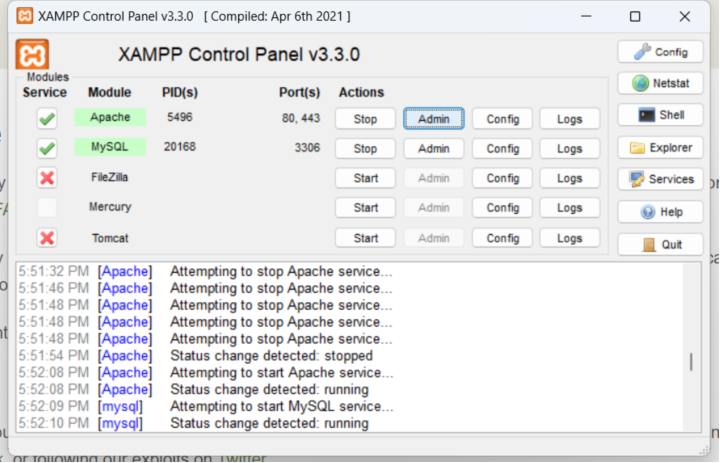 XAMPP Control Panel v3.3.0 [ Compiled: Apr 6th 2021 ]
XAMPP Control Panel v3.3.0
Config
Modules
Service Module PID(s) Port(s) Actions
Netstat
Apache 5496 80, 443 Stop Admin Config Logs
Shell
MySQL 20168 3306 Stop Admin Config Logs
Explorer
FileZilla Start Admin Config Logs
Services
Mercury Start Admin Config Logs
Help
Tomcat Start Admin Config Logs
Quit
5:51:32 PM [Apache] Attempting to stop Apache service...
5:51:46 PM [Apache] Attempting to stop Apache service...
5:51:48 PM [Apache] Attempting to stop Apache service...
5:51:48 PM [Apache] Attempting to stop Apache service...
5:51:48 PM [Apache] Attempting to stop Apache service...
5:51:54 PM [Apache] Status change detected: stopped
5:52:08 PM [Apache] Attempting to start Apache service...
5:52:08 PM [Apache] Status change detected: running
5:52:09 PM [mysql] Attempting to start MySQL service...
5:52:10 PM [mysql] Status change detected: running
or following our exploits on Twitter